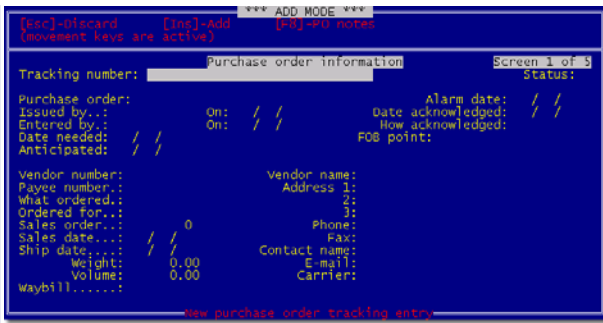 *** ADD MODE ***
[Esc]-Discard [Ins]-Add [F8]-PO notes
(movement keys are active)
Purchase order information Screen 1 of 5
Tracking number: Status:
Purchase order: Alarm date: / /
Issued by..: On: / / Date acknowledged: / /
Entered by.: On: / / How acknowledged:
Date needed: / / FOB point:
Anticipated: / /
Vendor number: Vendor name:
Payee number.: Address 1:
What ordered.: 2:
Ordered for..: 3:
Sales order..: 0 Phone:
Sales date...: / / Fax:
Ship date....: / / Contact name:
Weight: 0.00 E-mail:
Volume: 0.00 Carrier:
Waybill......:
New purchase order tracking entry